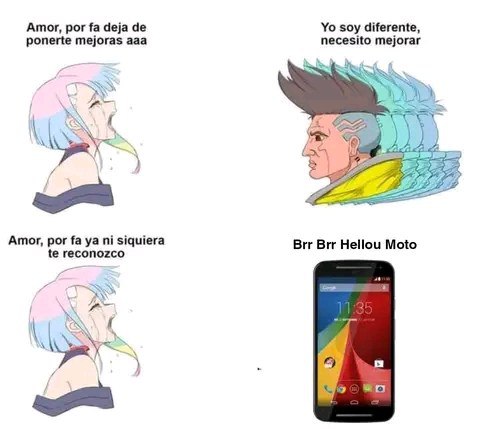 Amor, por fa deja de
ponerte mejoras aaa
Yo soy diferente,
necesito mejorar
Amor, por fa ya ni siquiera
te reconozco
Brr Brr Hellou Moto
Google
11:35